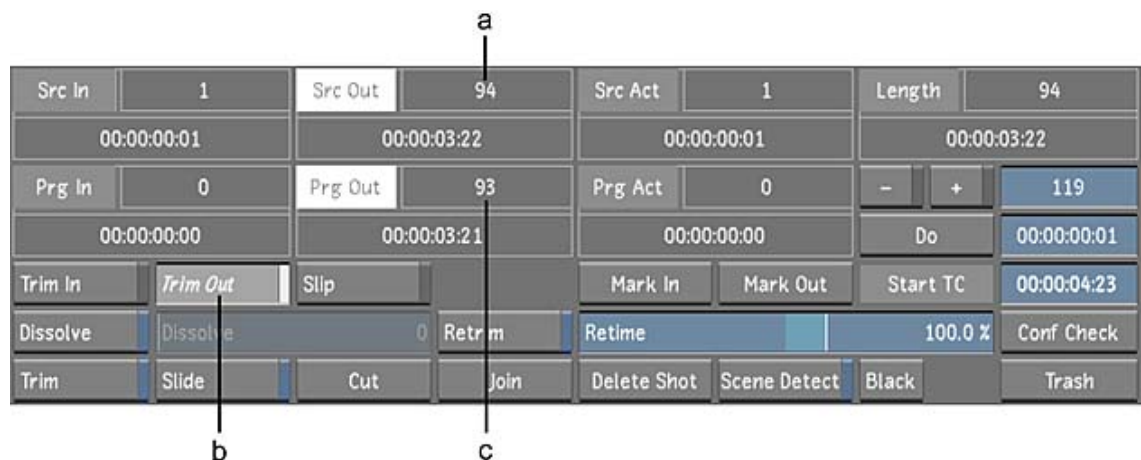 a
Src In 1 Src Out 94 Src Act 1 Length 94
00:00:00:01 00:00:03:22 00:00:00:01 00:00:03:22
Prg In 0 Prg Out 93 Prg Act 0 - + 119
00:00:00:00 00:00:03:21 00:00:00:00 Do 00:00:00:01
Trim In Trim Out Slip Mark In Mark Out Start TC 00:00:04:23
Dissolve Dissolve 0 Retrim Retime 100.0 % Conf Check
Trim Slide Cut Join Delete Shot Scene Detect Black Trash
b c